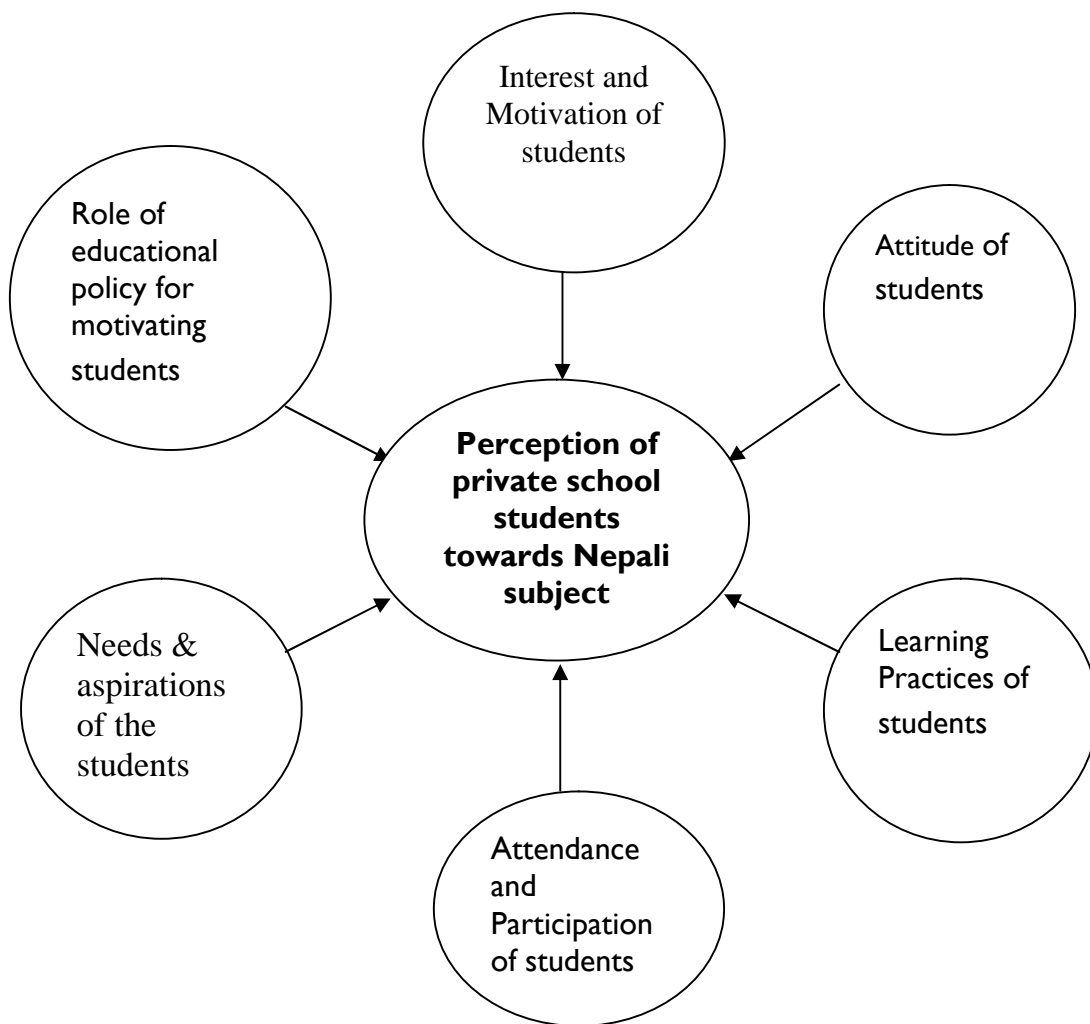 Interest and
Motivation of
students
Role of
educational
policy for
motivating
students
Attitude of
students
Perception of
private school
students
towards Nepali
subject
Needs &
aspirations
of the
students
Learning
Practices of
students
Attendance
and
Participation
of students